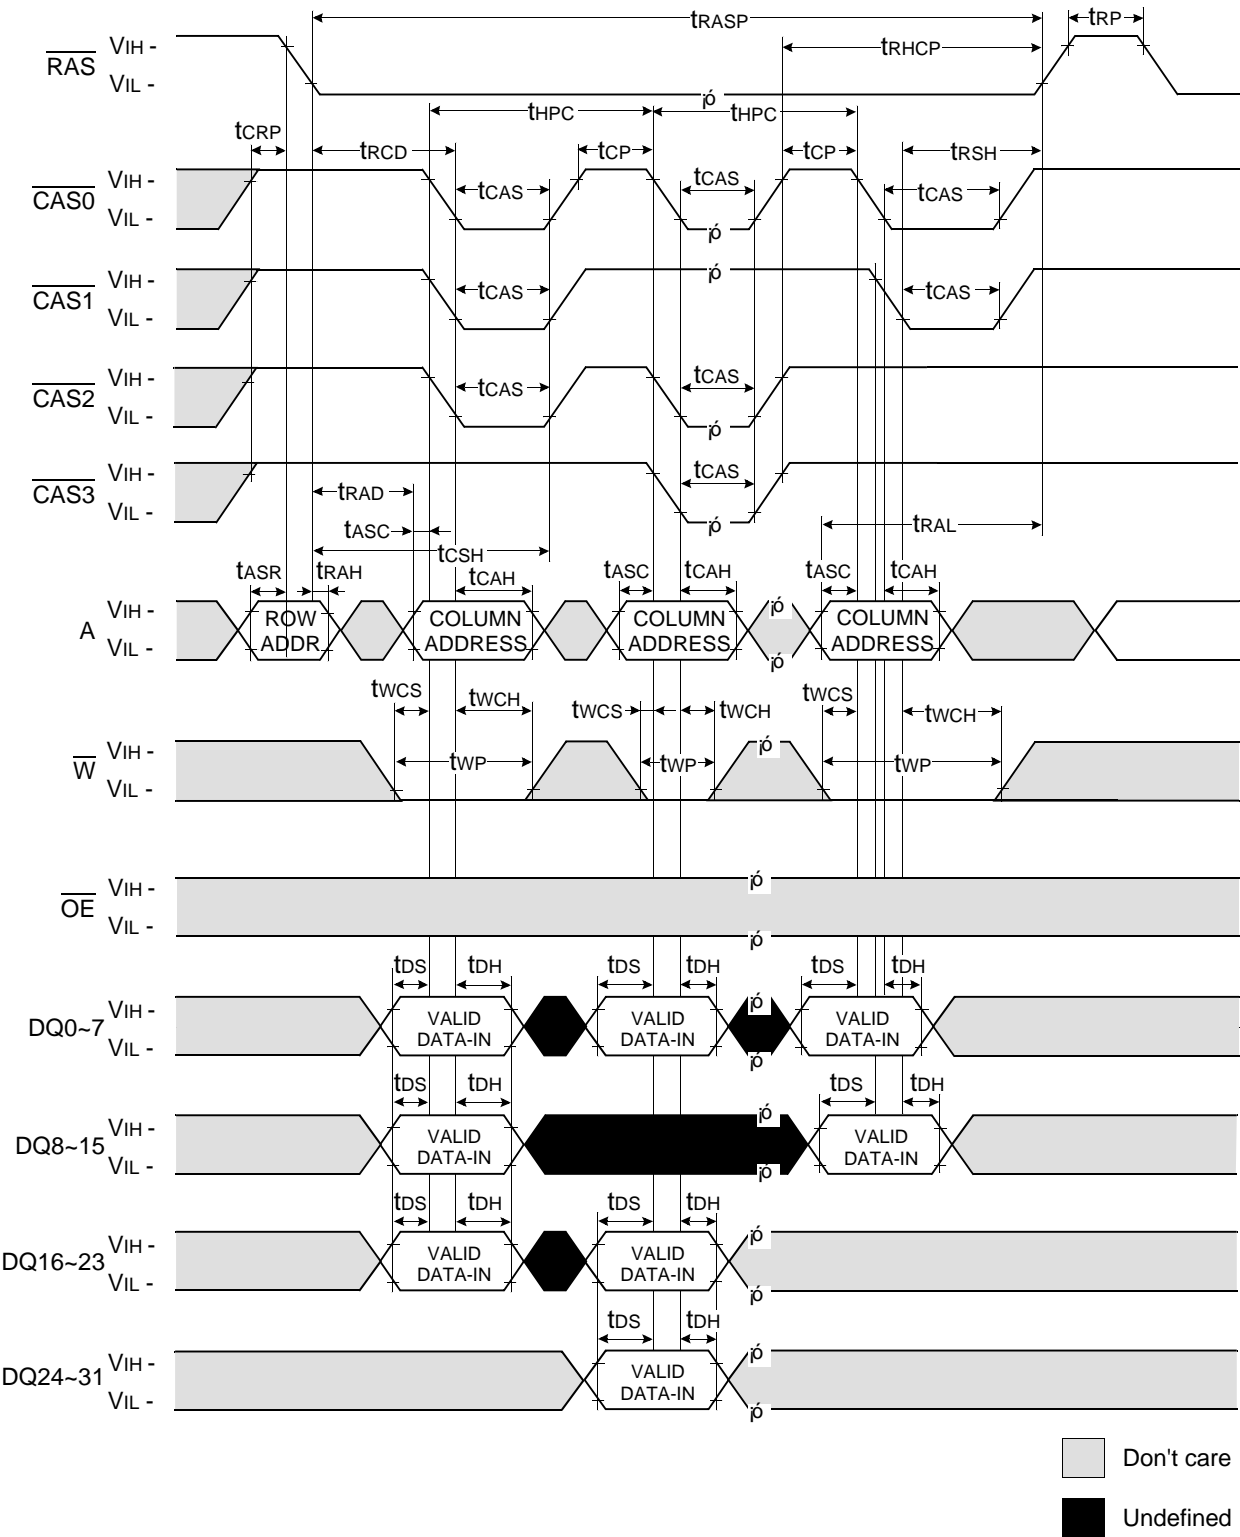 tRASP
tRP
RAS VIH -
VIL -
tRHCP
¡ó
tHPC tHPC
tCRP
tRCD tCP tCP tRSH
CAS0 VIH -
VIL -
tCAS tCAS tCAS
¡ó
CAS1 VIH -
VIL -
¡ó
tCAS tCAS
CAS2 VIH -
VIL -
tCAS tCAS
¡ó
CAS3 VIH -
VIL -
tCAS
¡ó
tRAD
tASC
tCSH
tRAL
tASR tRAH tCAH tASC tCAH tASC tCAH
A VIH -
VIL -
ROW
ADDR.
COLUMN
ADDRESS
COLUMN
ADDRESS
¡ó
¡ó
COLUMN
ADDRESS
tWCS tWCH tWCS tWCH tWCS tWCH
W VIH -
VIL -
tWP tWP ¡ó tWP
OE VIH -
VIL -
¡ó
¡ó
tDS tDH tDS tDH tDS tDH
DQ0~7 VIH -
VIL -
VALID
DATA-IN
VALID
DATA-IN
¡ó
¡ó
VALID
DATA-IN
tDS tDH tDS tDH
DQ8~15 VIH -
VIL -
VALID
DATA-IN
¡ó
¡ó
VALID
DATA-IN
tDS tDH tDS tDH
DQ16~23 VIH -
VIL -
VALID
DATA-IN
VALID
DATA-IN
¡ó
¡ó
tDS tDH
DQ24~31 VIH -
VIL -
VALID
DATA-IN
¡ó
¡ó
Don't care
Undefined